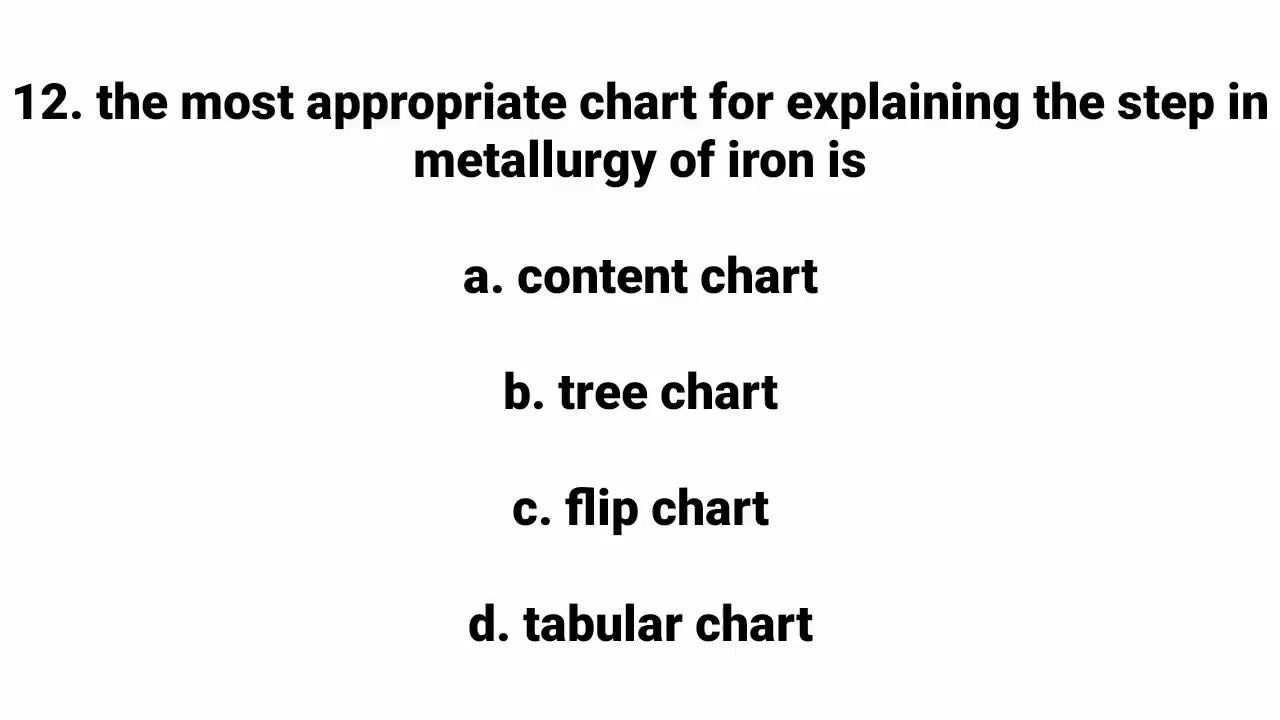 12. the most appropriate chart for explaining the step in
metallurgy of iron is
a. content chart
b. tree chart
c. flip chart
d. tabular chart